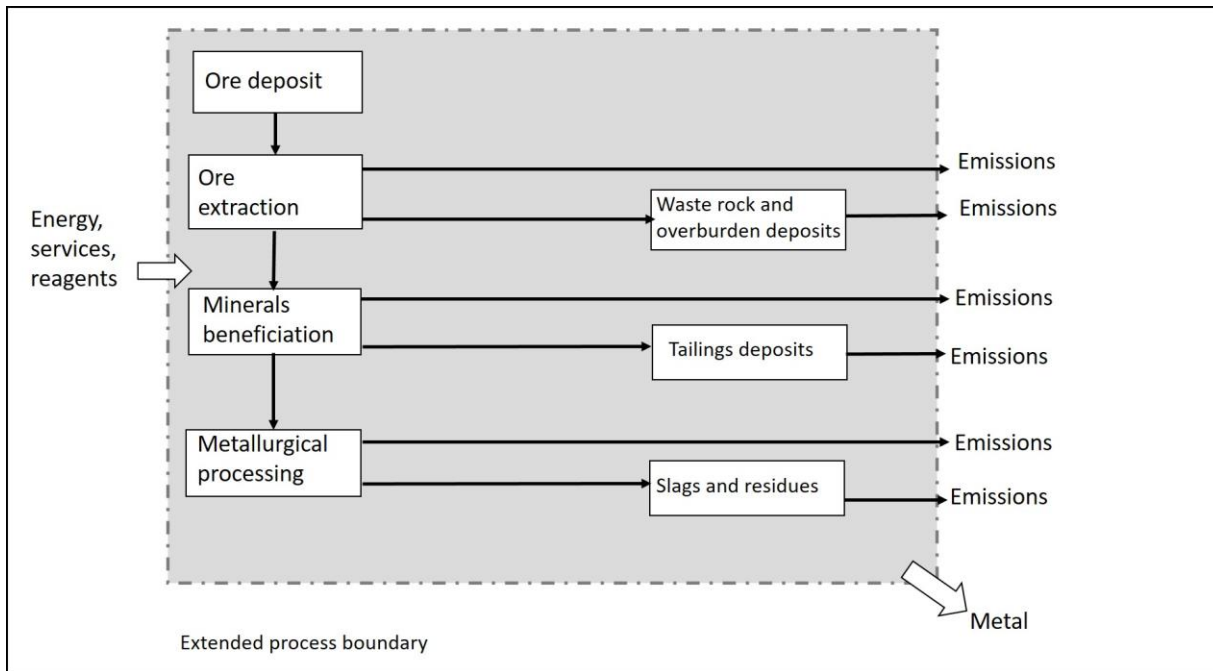 Ore deposit
Ore
extraction
Emissions
Waste rock and
overburden deposits
Emissions
Energy,
services,
reagents
Minerals
beneficiation
Emissions
Tailings deposits
Emissions
Metallurgical
processing
Emissions
Slags and residues
Emissions
Metal
Extended process boundary